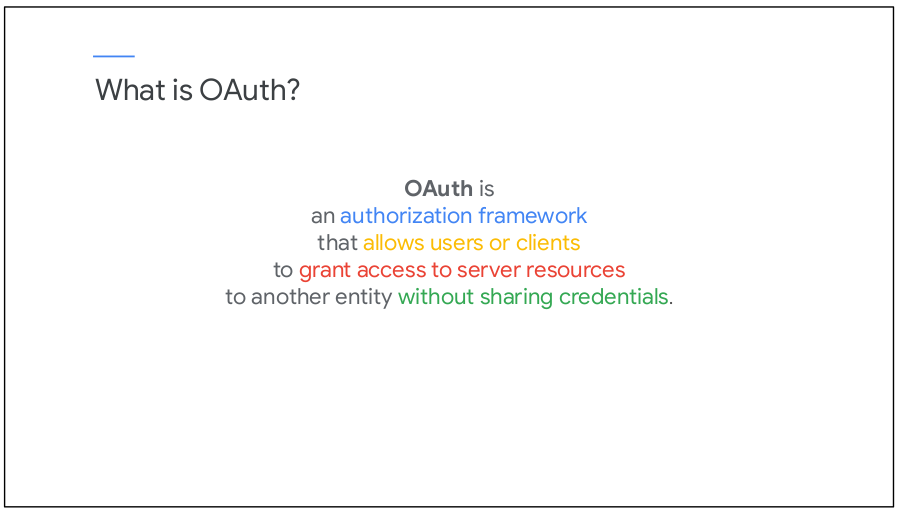 What is OAuth?
OAuth is
an authorization framework
that allows users or clients
to grant access to server resources
to another entity without sharing credentials.